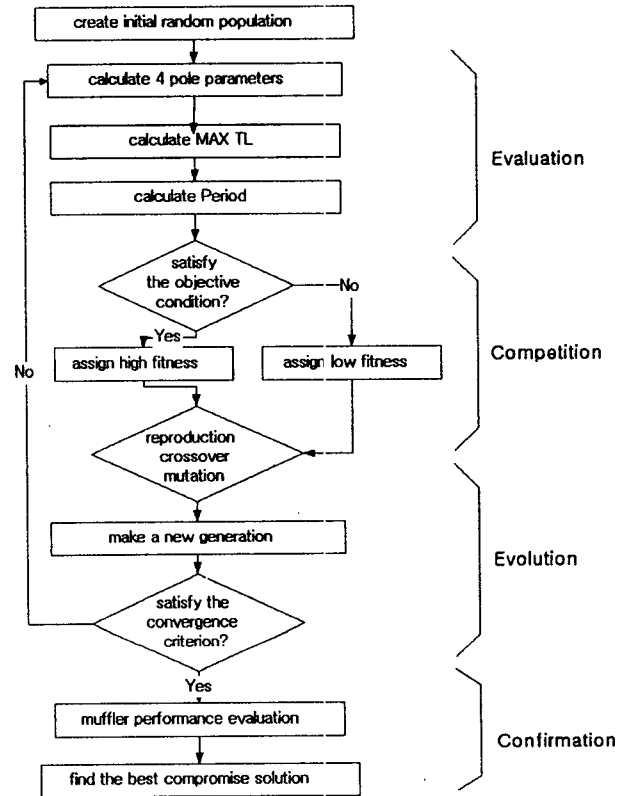 create initial random population
calculate 4 pole parameters
calculate MAX TL
Evaluation
calculate Period
satisfy
the objective
condition?
No
Yes
assign high fitness
assign low fitness
Competition
No
reproduction
crossover
mutation
make a new generation
Evolution
satisfy the
convergence
criterion?
Yes
muffler performance evaluation
Confirmation
find the best compromise solution